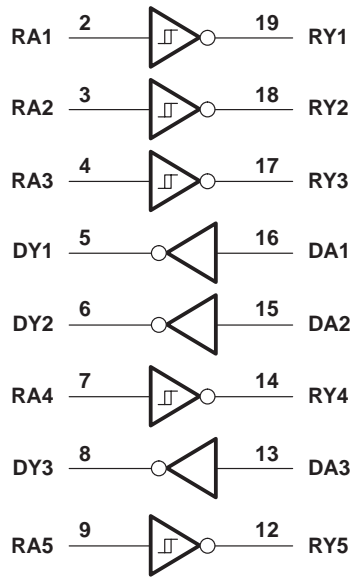 RA1 2 19 RY1
RA2 3 18 RY2
RA3 4 17 RY3
DY1 5 16 DA1
DY2 6 15 DA2
RA4 7 14 RY4
DY3 8 13 DA3
RA5 9 12 RY5